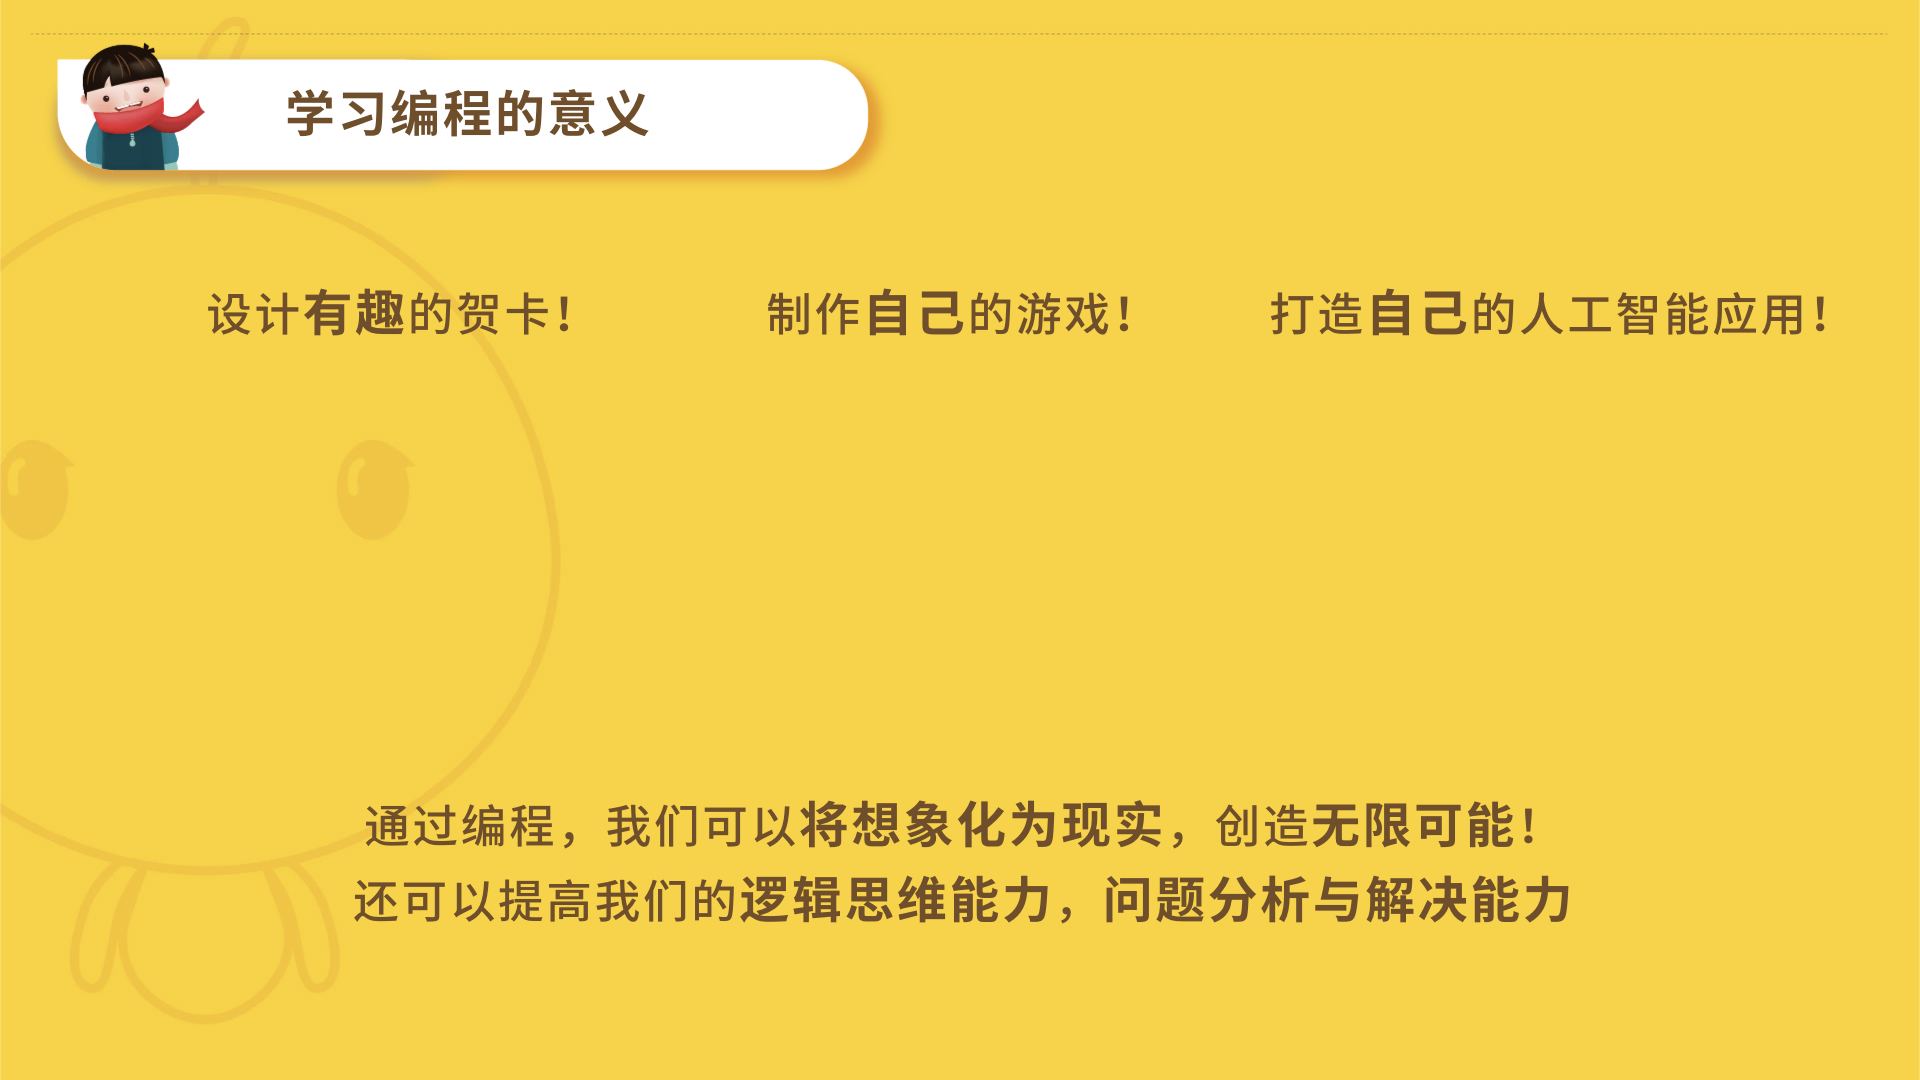 学习编程的意义
设计有趣的贺卡！
制作自己的游戏！
打造自己的人工智能应用！
通过编程，我们可以将想象化为现实，创造无限可能！
还可以提高我们的逻辑思维能力，问题分析与解决能力